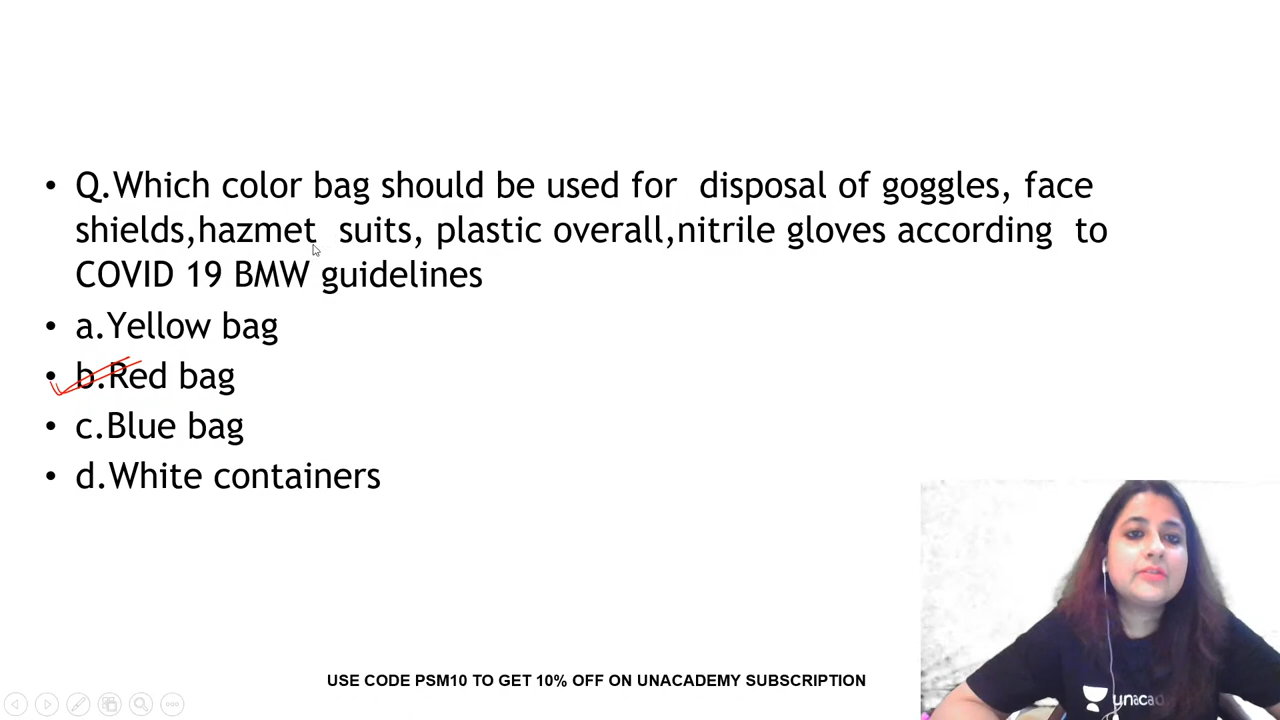 • Q.Which color bag should be used for disposal of goggles, face
shields,hazmet suits, plastic overall,nitrile gloves according to
COVID 19 BMW guidelines
• a.Yellow bag
• b.Red bag
• c.Blue bag
• d.White containers
unacad
USE CODE PSM10 TO GET 10% OFF ON UNACADEMY SUBSCRIPTION